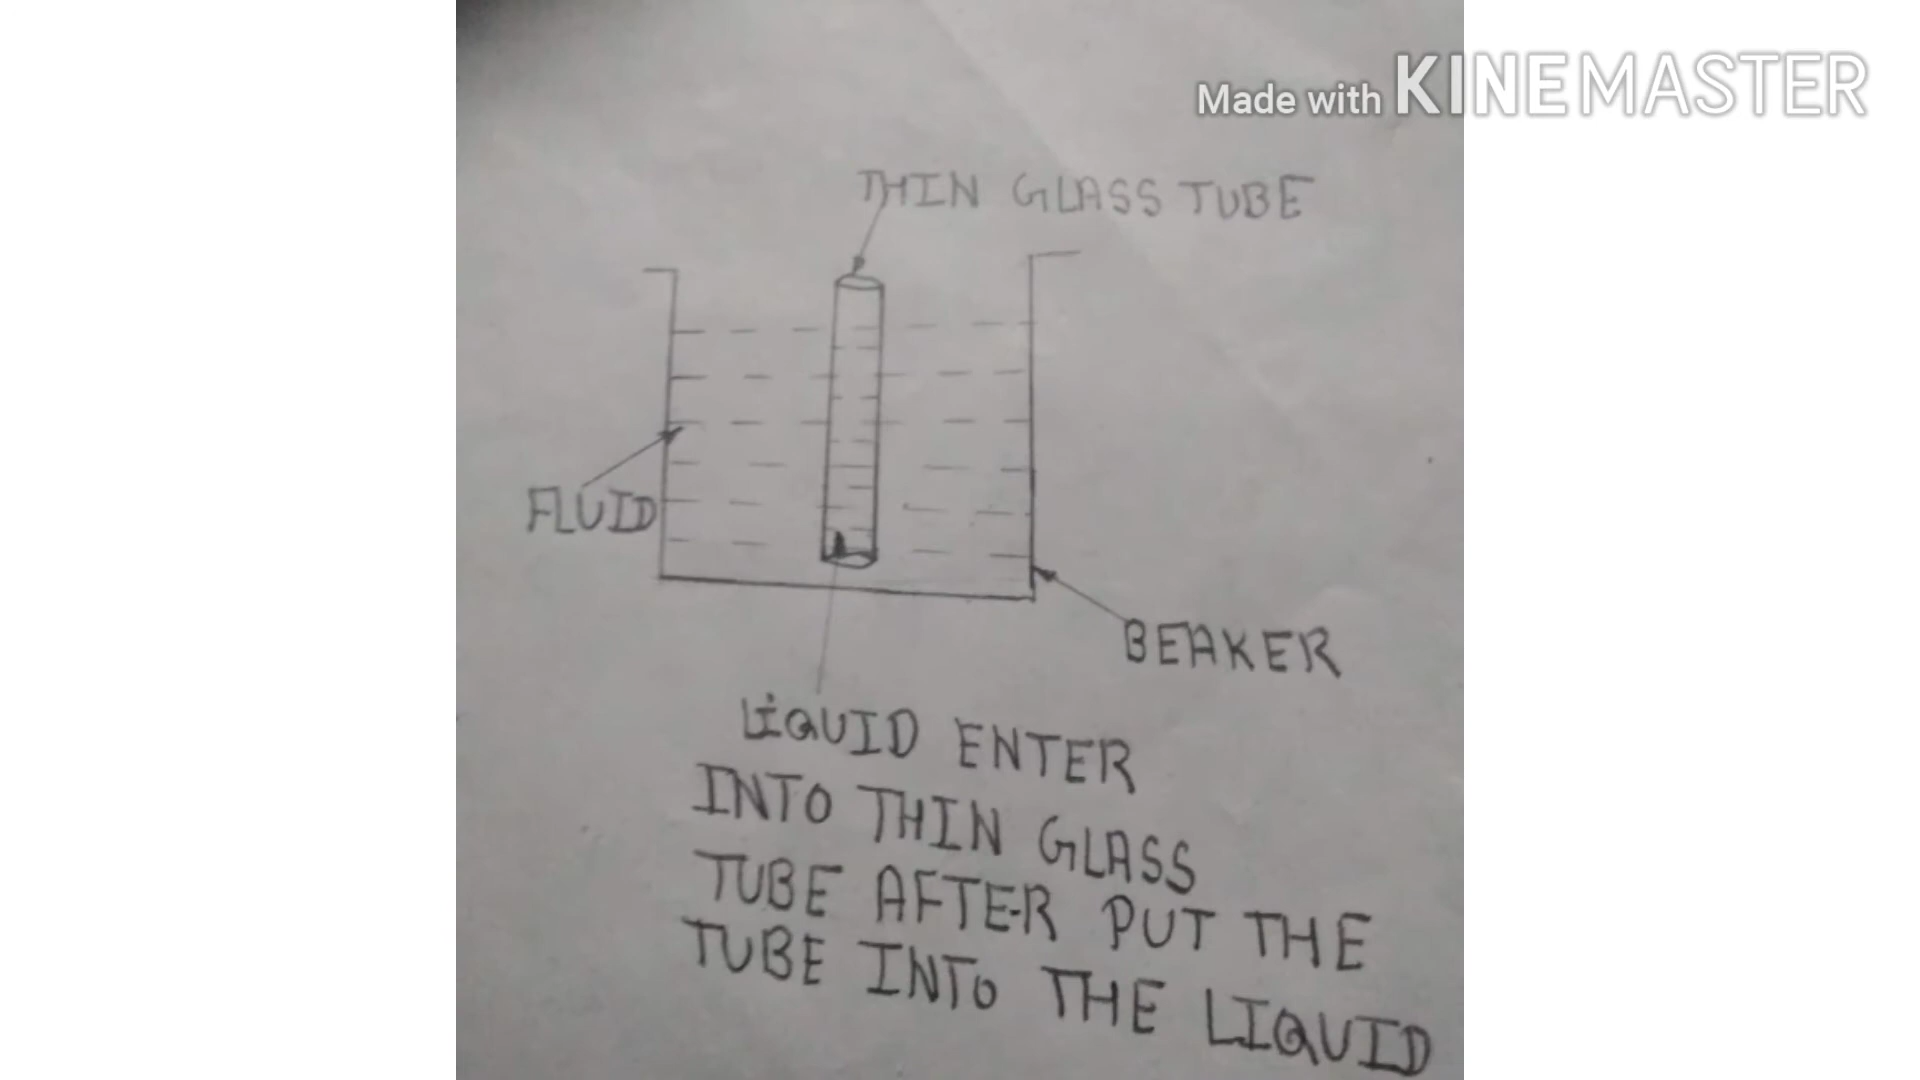 Made with KINEMASTER
THIN GLASS TUBE
FLUID
BEAKER
LIQUID ENTER
INTO THIN GLASS
TUBE AFTER PUT THE
TUBE INTO THE LIQUID